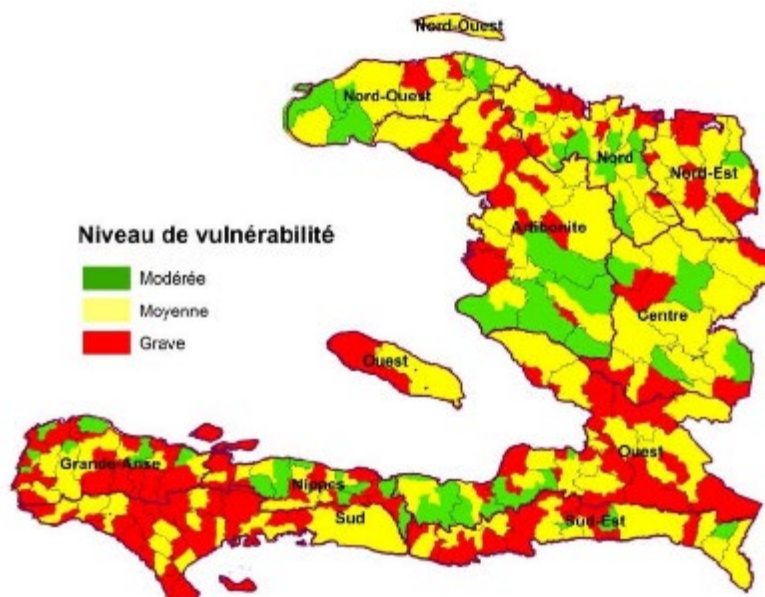 Nord-Ouest
Nord-Ouest
Nord
Nord-Est
Artibonite
Niveau de vulnérabilité
Modérée
Moyenne
Grave
Centre
Ouest
Ouest
Grande-Anse
Nippes
Sud
Sud-Est